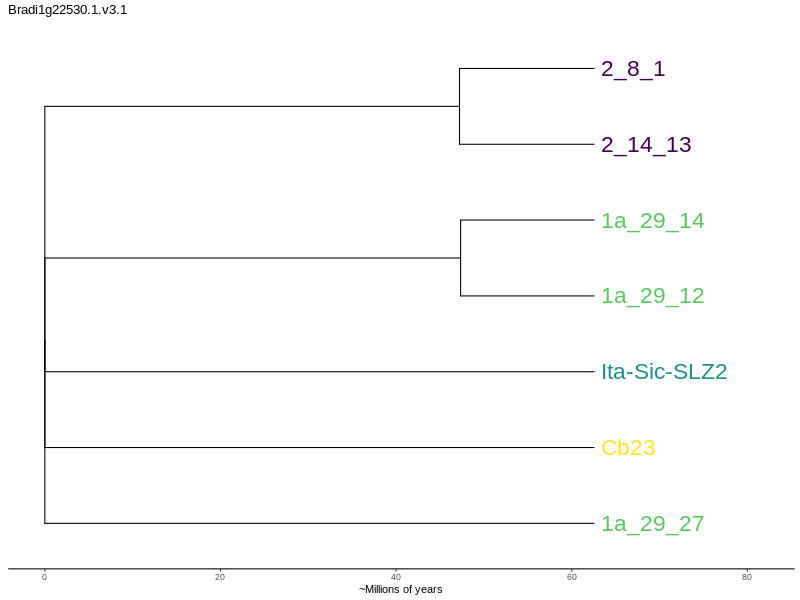 Bradi1g22530.1.v3.1
2_8_1
2_14_13
1a_29_14
1a_29_12
Ita-Sic-SLZ2
Cb23
1a_29_27
0 20 40 60 80
~Millions of years